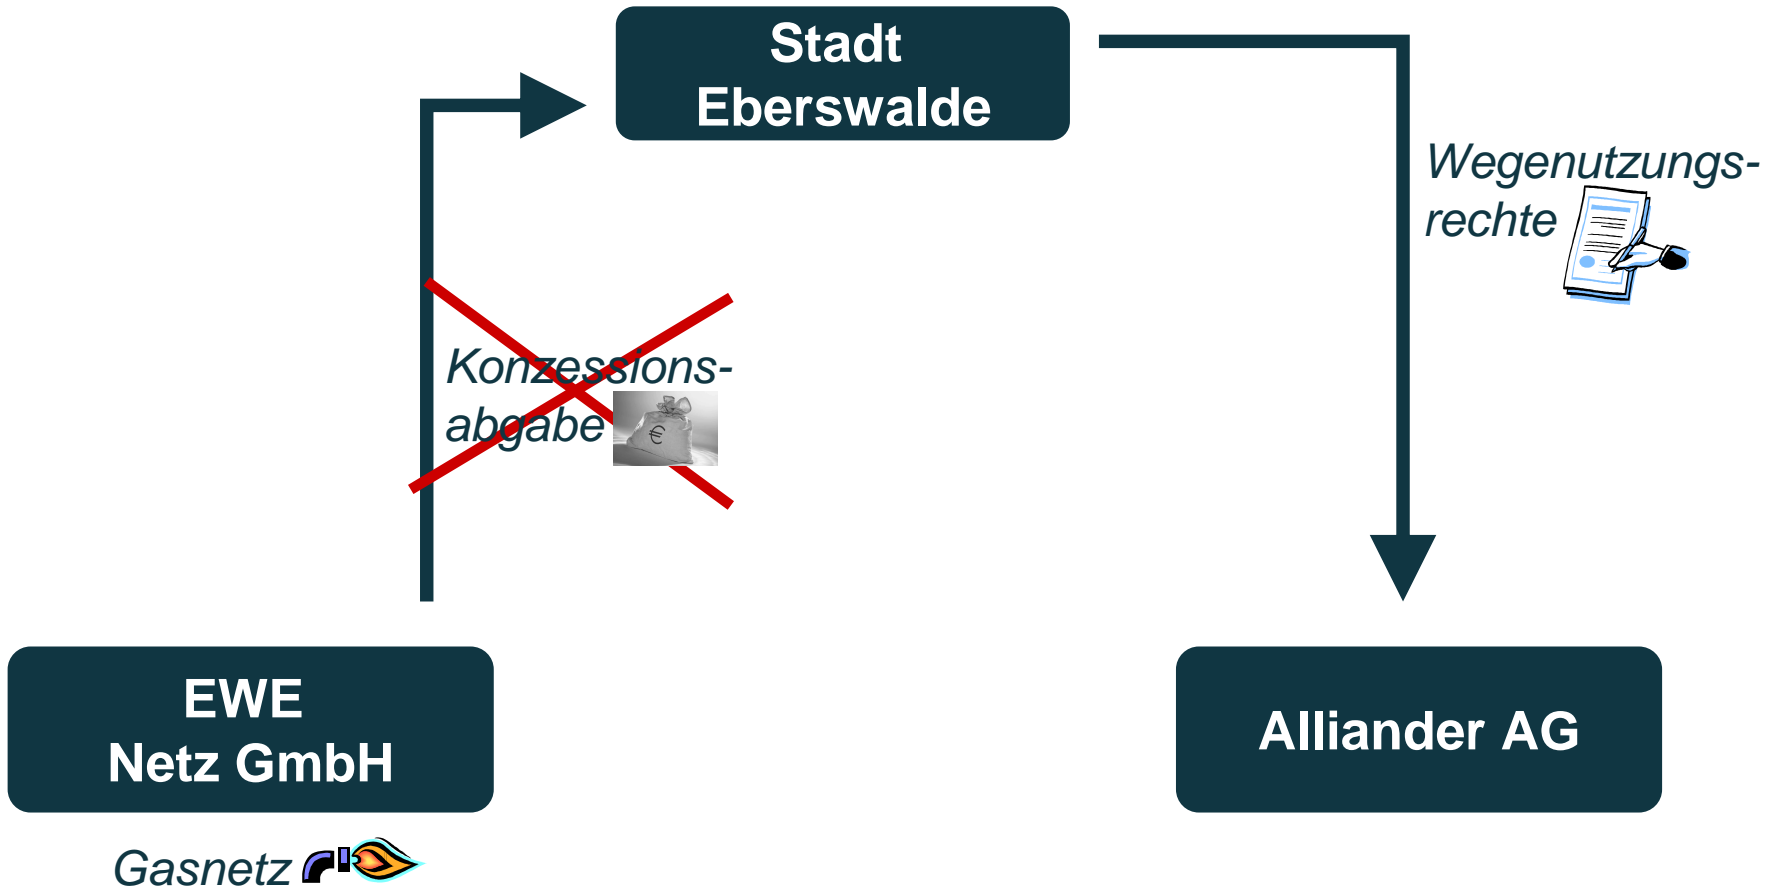 Stadt
Eberswalde
Wegenutzungs-
rechte
Konzessions-
abgabe
€
EWE
Netz GmbH
Alliander AG
Gasnetz